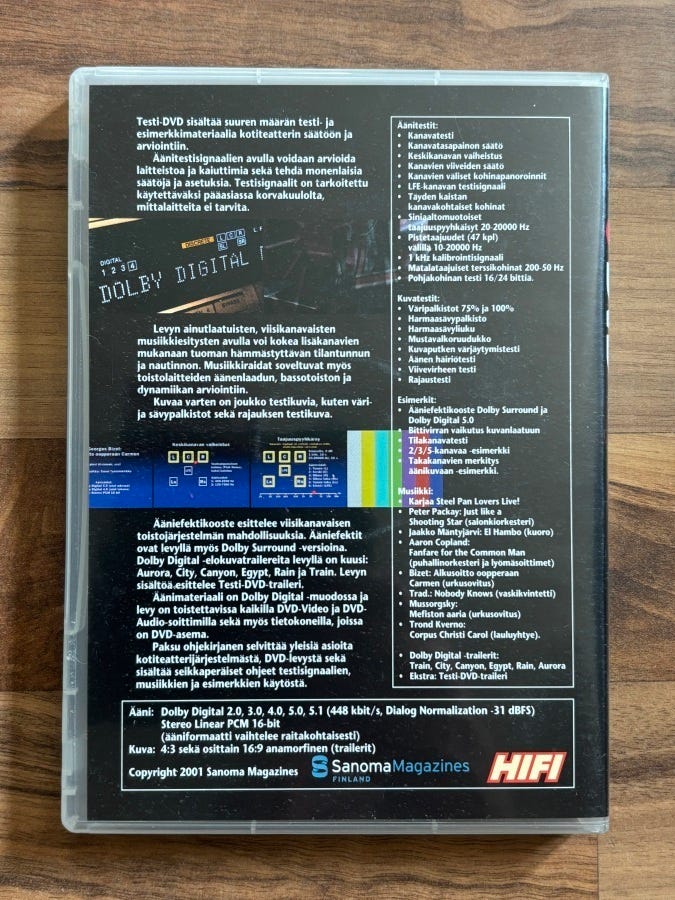 Testi-DVD sisältää suuren määrän testi- ja
esimerkkimateriaalia kotiteatterin säätöön ja
arviointiin.
Äänitestisignaalien avulla voidaan arvioida
laitteistoa ja kaiuttimia sekä tehdä monenlaisia
säätöjä ja asetuksia. Testisignaalit on tarkoitettu
käytettäväksi pääasiassa korvakuulolta,
mittalaitteita ei tarvita.
DISCRETE L C R
SL SR
DIGITAL
1 2 3 4
DOLBY DIGITAL
Levyn ainutlaatuisten, viisikanavaisten
musiikkiesitysten avulla voi kokea lisäkanavien
mukanaan tuoman hämmästyttävän tilantunnun
ja nautinnon. Musiikkiraidat soveltuvat myös
toistolaitteiden äänenlaadun, bassotoiston ja
dynamiikan arviointiin.
Kuvaa varten on joukko testikuvia, kuten väri-
ja sävypalkistot sekä rajauksen testikuva.
Georges Bizet:
oopperaan Carmen
Keskikanavan vaiheistus
L C R
Ls Rs
Taajuuspyyhkäisy
L C R
Ls Rs
Ääniefektikooste esittelee viisikanavaisen
toistojärjestelmän mahdollisuuksia. Ääniefektit
ovat levyllä myös Dolby Surround -versioina.
Dolby Digital -elokuvatrailereita levyllä on kuusi:
Aurora, City, Canyon, Egypt, Rain ja Train. Levyn
sisältöä esittelee Testi-DVD-traileri.
Äänimateriaali on Dolby Digital -muodossa ja
levy on toistettavissa kaikilla DVD-Video ja DVD-
Audio-soittimilla sekä myös tietokoneilla, joissa
on DVD-asema.
Paksu ohjekirjanen selvittää yleisiä asioita
kotiteatterijärjestelmästä, DVD-levystä sekä
sisältää seikkaperäiset ohjeet testisignaalien,
musiikkien ja esimerkkien käytöstä.
Äänitestit:
• Kanavatesti
• Kanavatasapainon säätö
• Keskikanavan vaiheistus
• Kanavien viiveiden säätö
• Kanavien väliset kohinapanoroinnit
• LFE-kanavan testisignaali
• Täyden kaistan
kanavakohtaiset kohinat
• Siniaaltomuotoiset
taajuuspyyhkäisyt 20-20000 Hz
• Pistetaajuudet (47 kpl)
välillä 10-20000 Hz
• 1 kHz kalibrointisignaali
• Matalataajuiset terssikohinat 200-50 Hz
• Pohjakohinan testi 16/24 bittia.
Kuvatestit:
• Väripalkistot 75% ja 100%
• Harmaasävypalkisto
• Harmaasävyliuku
• Mustavalkoruudukko
• Kuvaputken värjäytymistesti
• Äänen häiriötesti
• Viivevirheen testi
• Rajaustesti
Esimerkit:
• Ääniefektikooste Dolby Surround ja
Dolby Digital 5.0
• Bittivirran vaikutus kuvanlaatuun
• Tilakanavatesti
• 2/3/5-kanavaa -esimerkki
• Takakanavien merkitys
äänikuvaan -esimerkki.
Musiikki:
• Karjaa Steel Pan Lovers Live!
• Peter Packay: Just like a
Shooting Star (salonkiorkesteri)
• Jaakko Mäntyjärvi: El Hambo (kuoro)
• Aaron Copland:
Fanfare for the Common Man
(puhallinorkesteri ja lyömäsoittimet)
• Bizet: Alkusoitto oopperaan
Carmen (urkusovitus)
• Trad.: Nobody Knows (vaskikvintetti)
• Mussorgsky:
Mefiston aaria (urkusovitus)
• Trond Kverno:
Corpus Christi Carol (lauluyhtye).
• Dolby Digital -trailerit:
Train, City, Canyon, Egypt, Rain, Aurora
• Ekstra: Testi-DVD-traileri
Ääni: Dolby Digital 2.0, 3.0, 4.0, 5.0, 5.1 (448 kbit/s, Dialog Normalization -31 dBFS)
Stereo Linear PCM 16-bit
(ääniformaatti vaihtelee raitakohtaisesti)
Kuva: 4:3 sekä osittain 16:9 anamorfinen (trailerit)
Copyright 2001 Sanoma Magazines
SanomaMagazines
FINLAND
HIFI